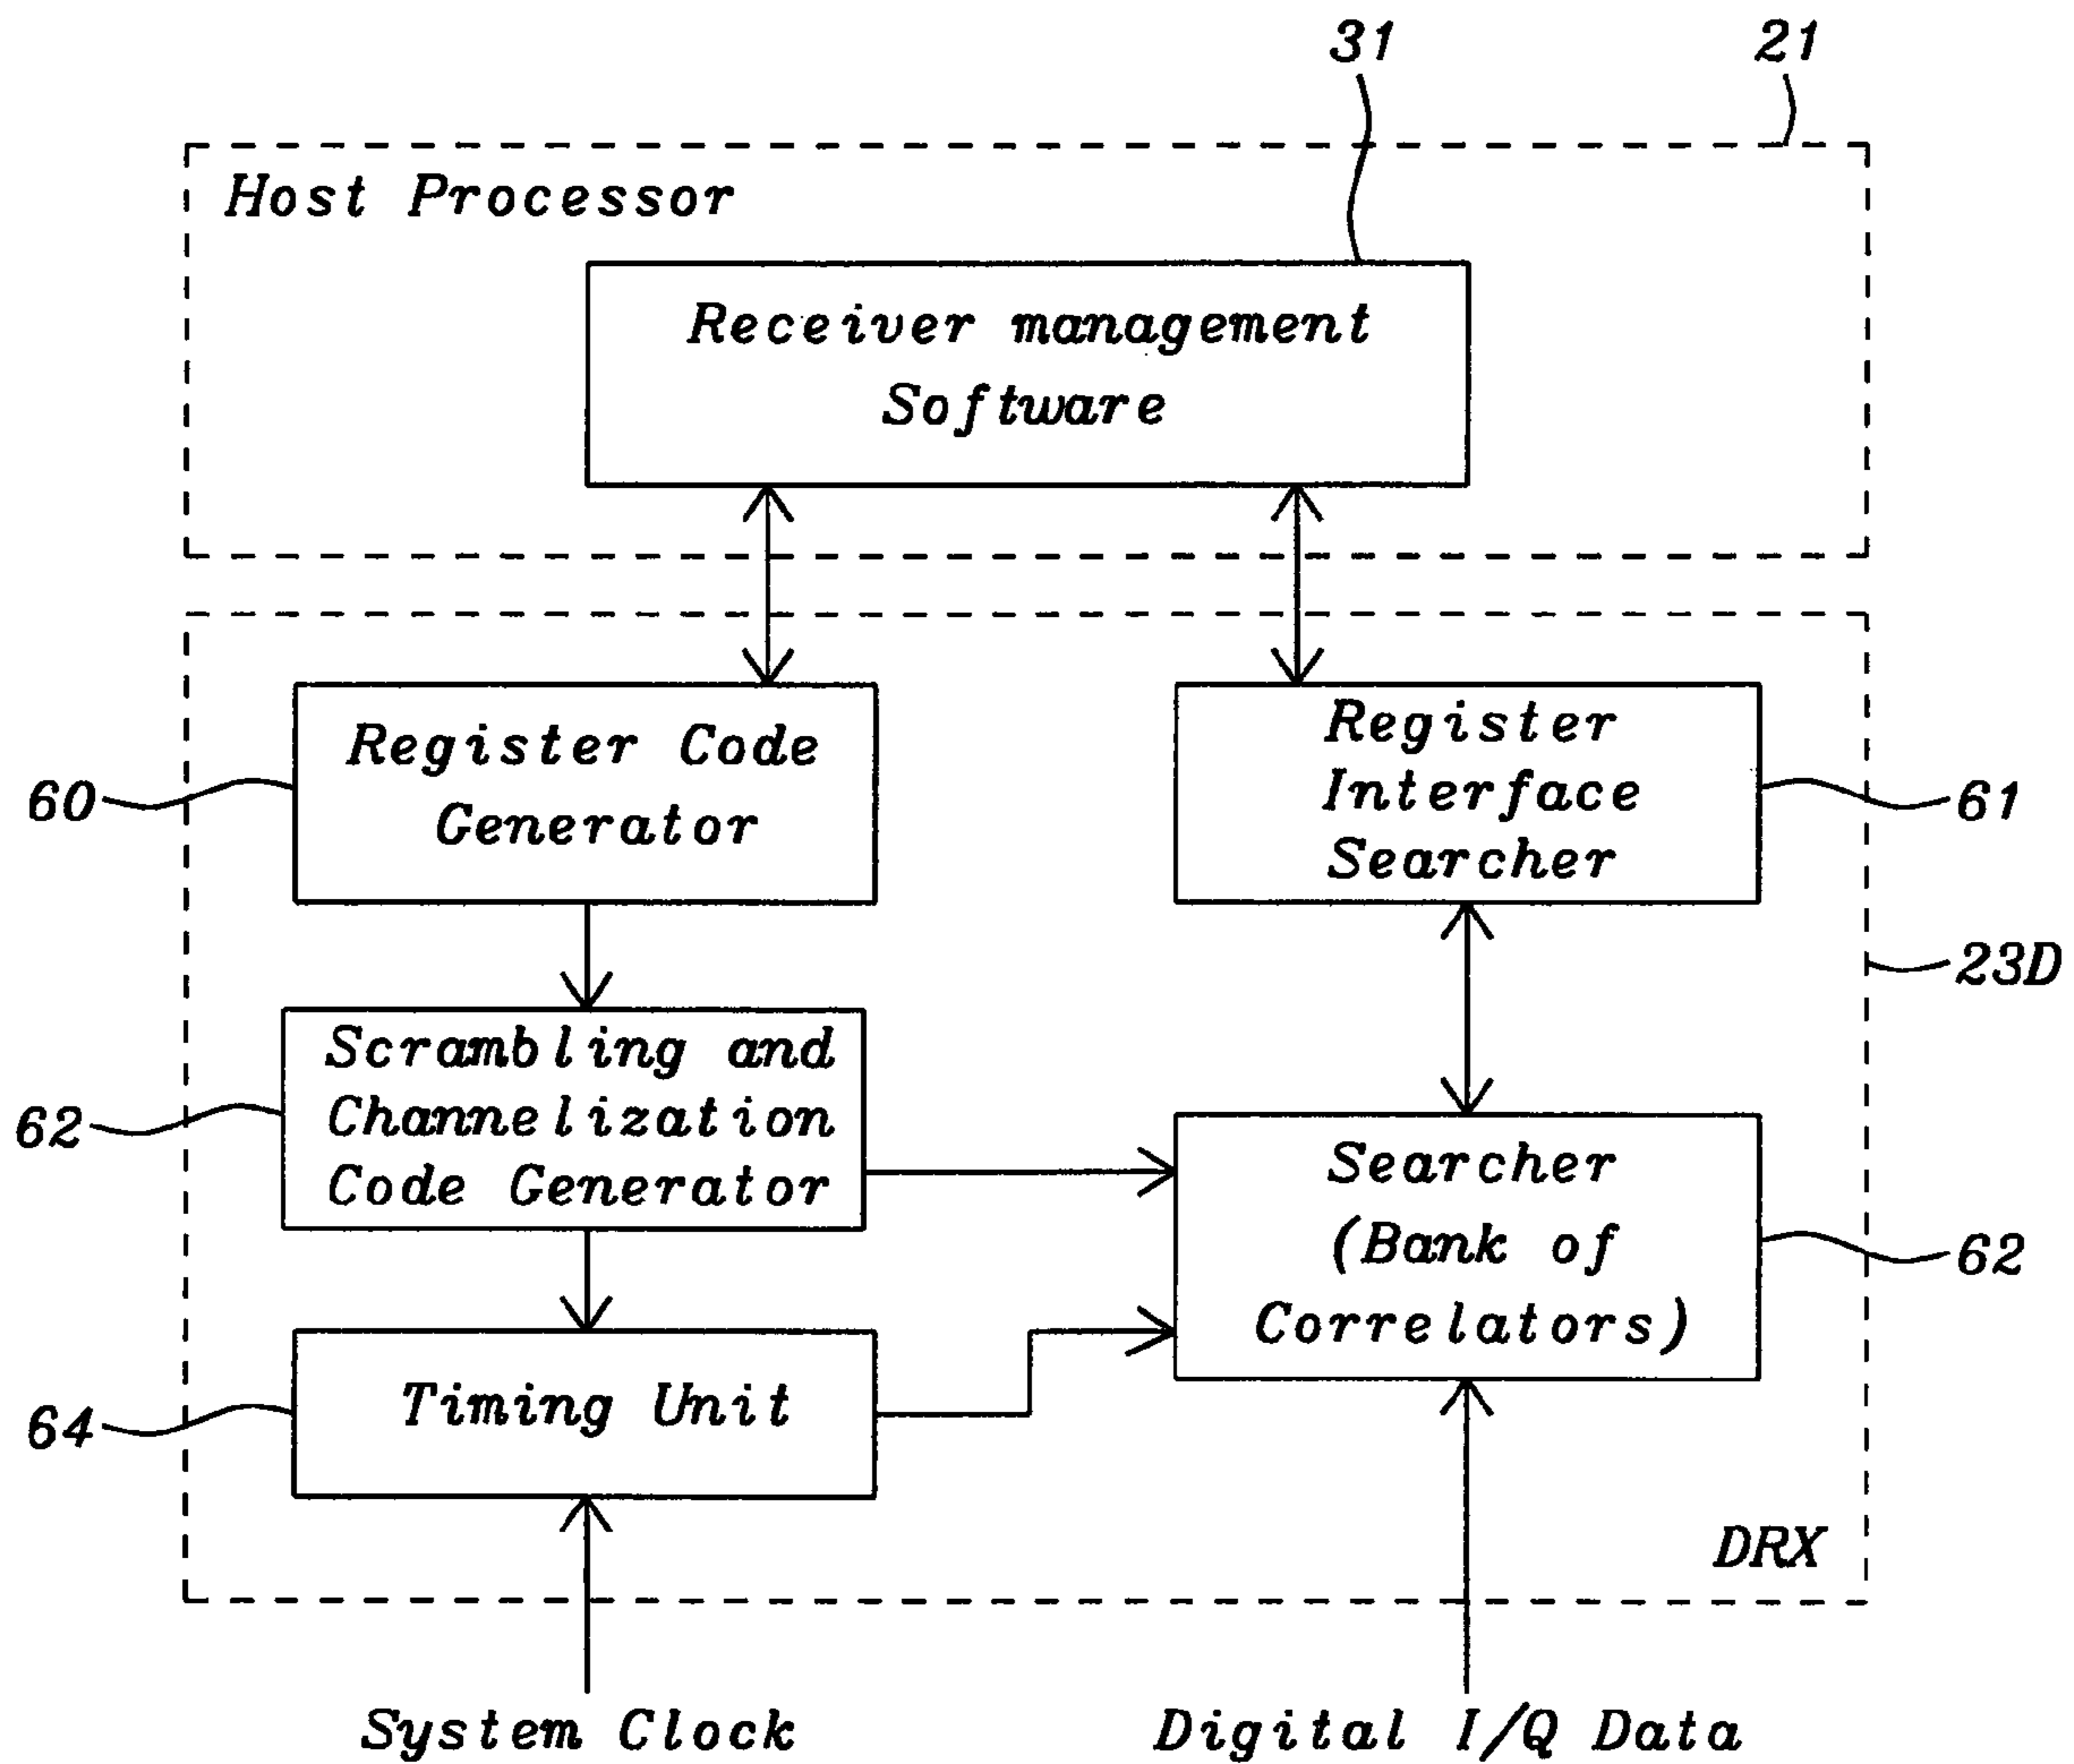 31
21
Host Processor
Receiver management
Software
Register Code
Generator
60
Register
Interface
Searcher
61
23D
Scrambling and
Channelization
Code Generator
62
Searcher
(Bank of
Correlators)
62
Timing Unit
64
DRX
System Clock
Digital I/Q Data